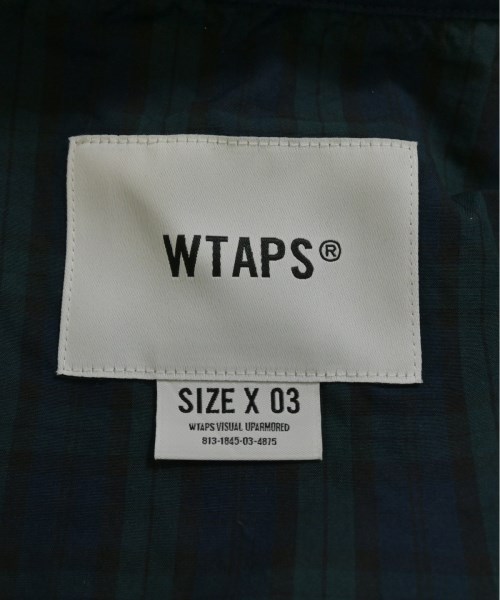 WTAPS®
SIZE X 03
WTAPS VISUAL UPARMORED
813-1845-03-4875